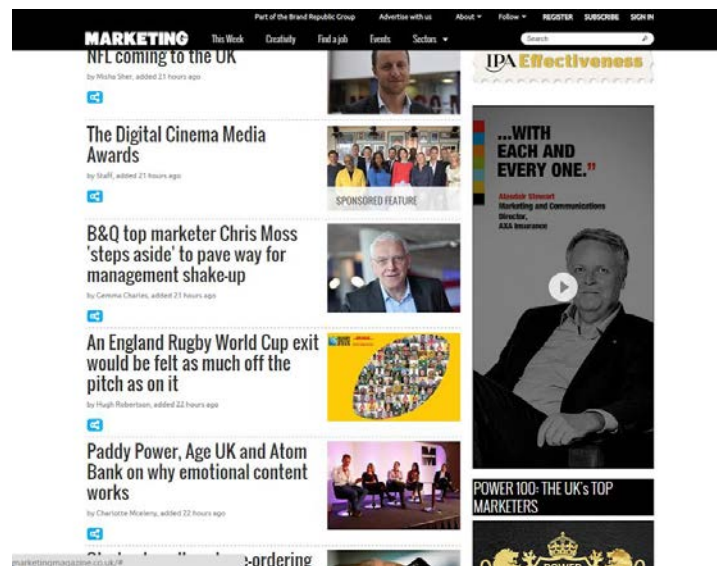 Part of the Brand Republic Group Advertise with us About Follow REGISTER SUBSCRIBE SIGN IN
MARKETING This Week Creativity Find a job Events Sectors Search
NFL coming to the UK
by Misha Sher, added 21 hours ago
The Digital Cinema Media
Awards
by Staff, added 21 hours ago
SPONSORED FEATURE
B&Q top marketer Chris Moss
'steps aside' to pave way for
management shake-up
by Gemma Charles, added 21 hours ago
An England Rugby World Cup exit
would be felt as much off the
pitch as on it
by Hugh Robertson, added 22 hours ago
Paddy Power, Age UK and Atom
Bank on why emotional content
works
by Charlotte Mceleny, added 22 hours ago
e-ordering
marketingmagazine.co.uk/#
IPA Effectiveness
...WITH
EACH AND
EVERY ONE."
Alasdair Stewart
Marketing and Communications
Director,
AXA Insurance
POWER 100: THE UK's TOP
MARKETERS
POWER